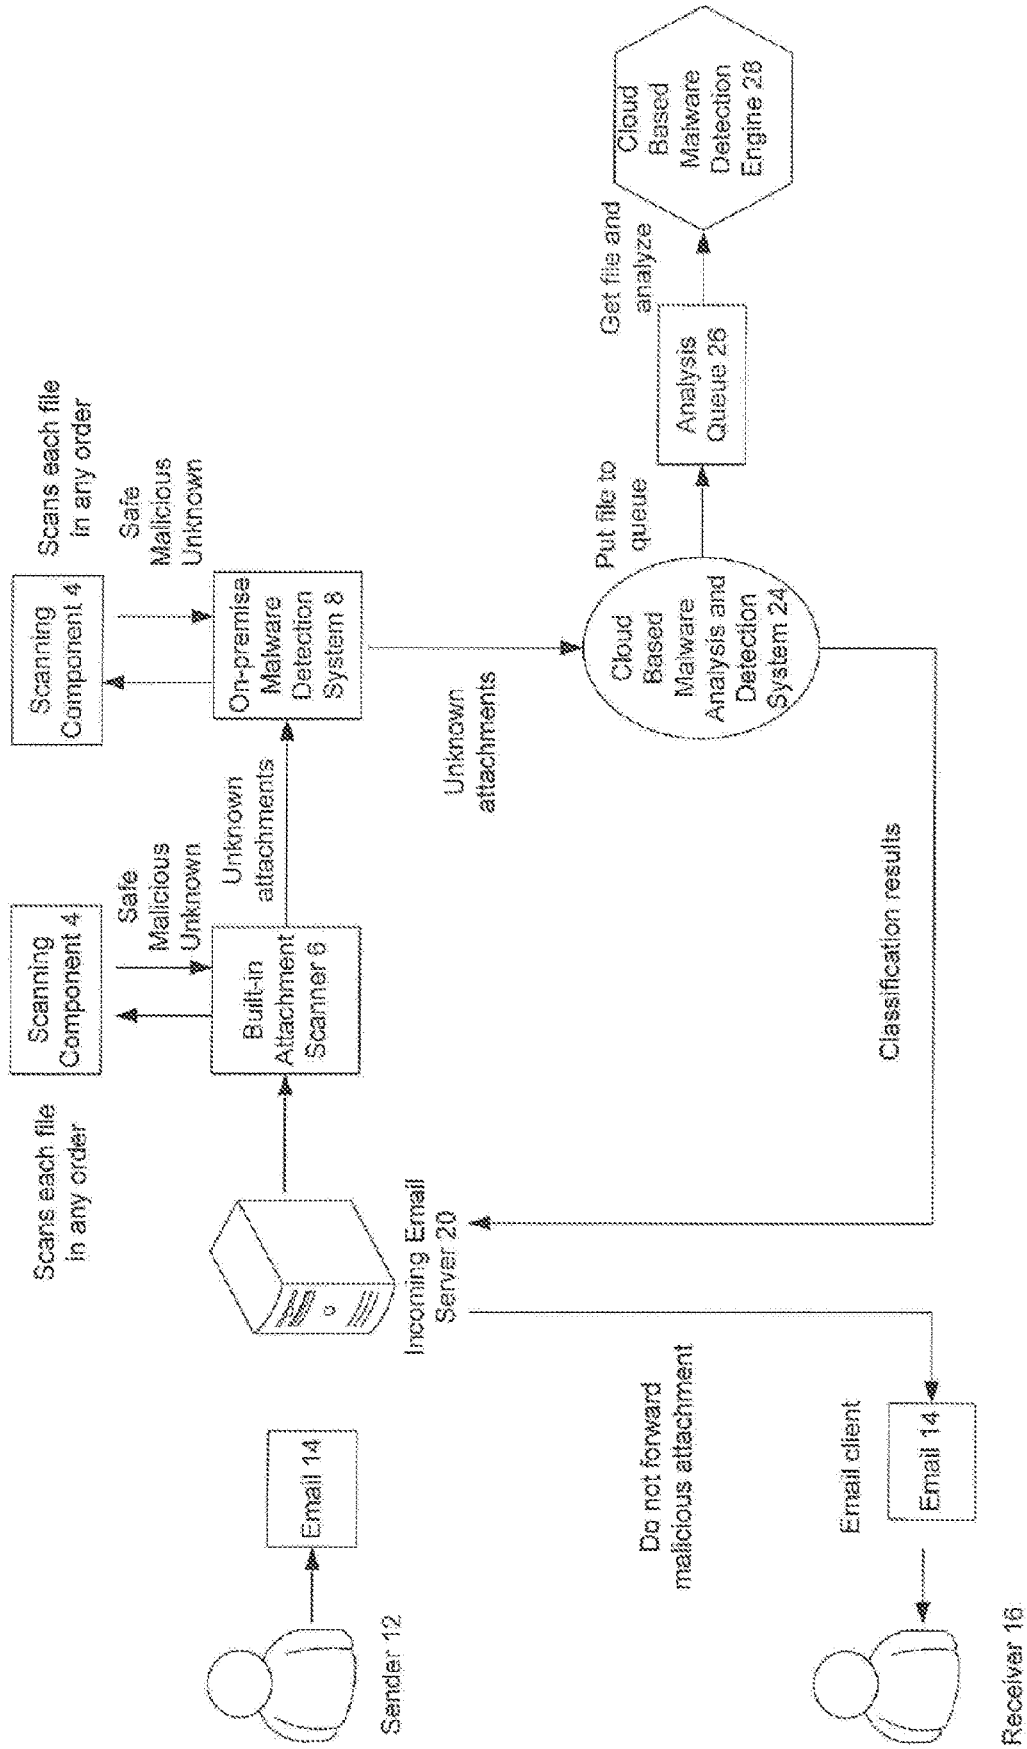 Scans each file
in any order
Scanning
Component 4
Safe
Malicious
Unknown
Scanning
Component 4
Scans each file
in any order
Safe
Malicious
Unknown
Email 14
Sender 12
Incoming Email
Server 20
Built-in
Attachment
Scanner 6
Unknown
attachments
On-premise
Malware
Detection
System 8
Unknown
attachments
Do not forward
malicious attachment
Email client
Email 14
Receiver 16
Classification results
Cloud
Based
Malware
Analysis and
Detection
System 24
Put file to
queue
Analysis
Queue 26
Get file and
analyze
Cloud
Based
Malware
Detection
Engine 28